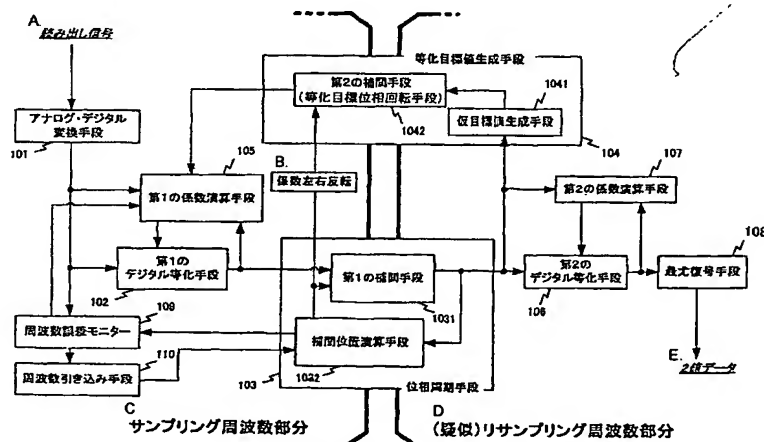 A.
読み出し信号
アナログ・デジタル
変換手段
101
105
第1の係数演算手段
第1の
デジタル等化手段
102
109
周波数誤差モニター
110
周波数引き込み手段
C
サンプリング周波数部分
等化目標値生成手段
第2の補間手段
(等化目標位相回転手段)
1042
1041
仮目標値生成手段
104
B.
係数左右反転
第1の補間手段
1031
補間位置演算手段
1032
103
位相同期手段
107
第2の係数演算手段
第2の
デジタル等化手段
106
108
最尤復号手段
E.
2値データ
D
(疑似)リサンプリング周波数部分